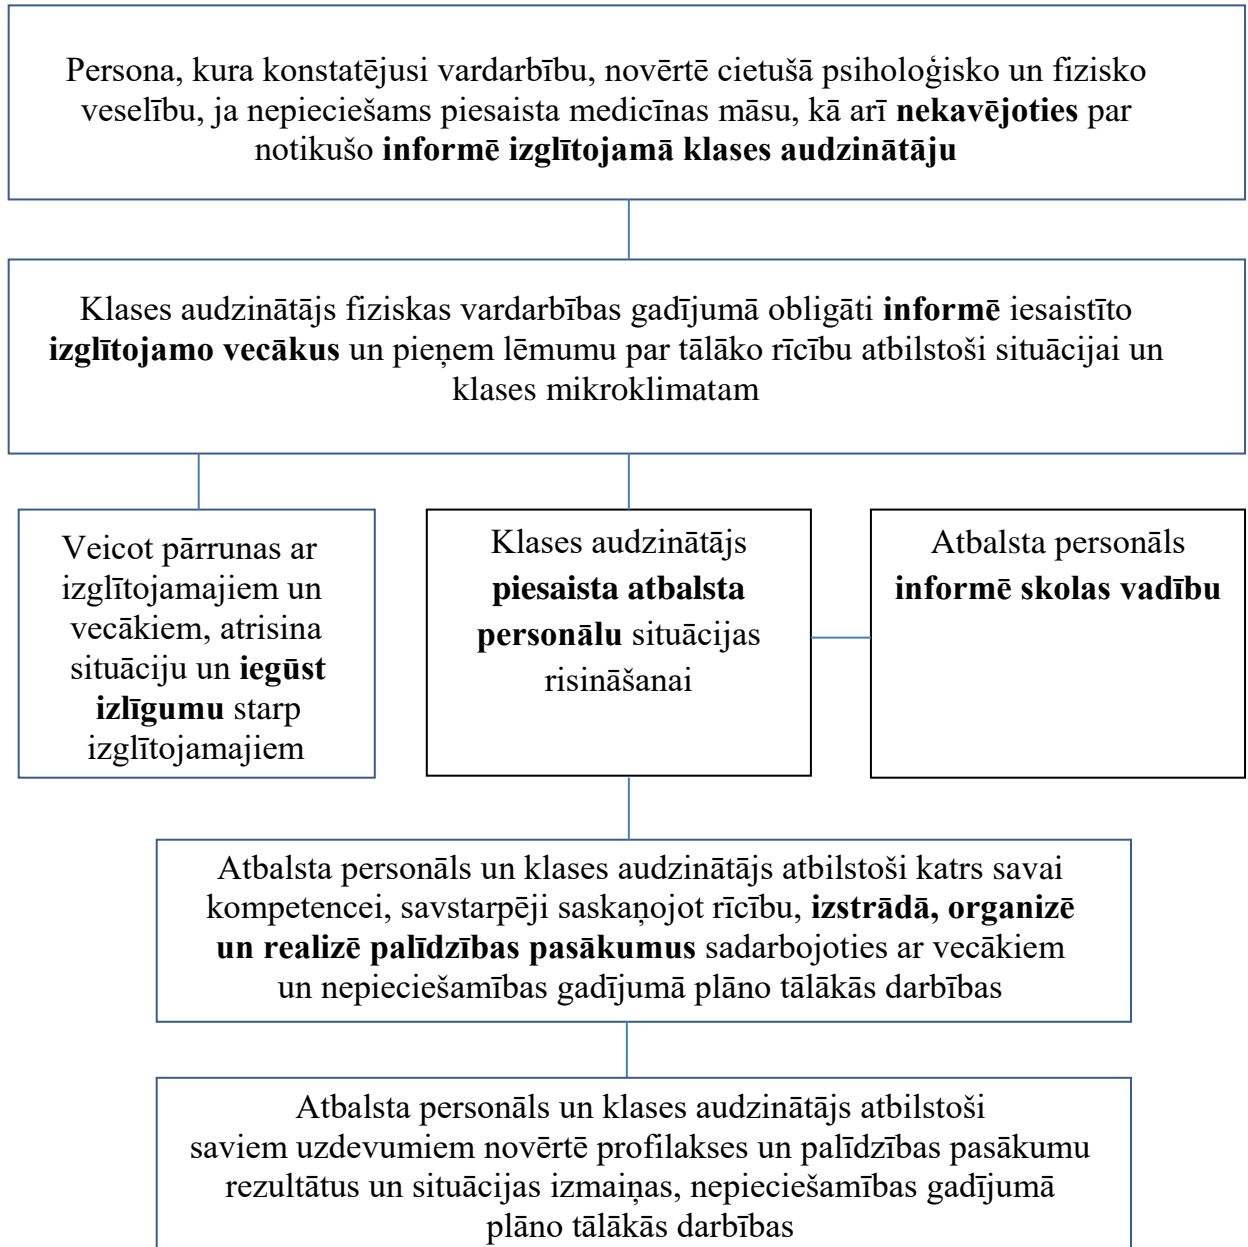 Persona, kura konstatējusi vardarbību, novērtē cietušā psiholoģisko un fizisko
veselību, ja nepieciešams piesaista medicīnas māsu, kā arī nekavējoties par
notikušo informē izglītojamā klases audzinātāju
Klases audzinātājs fiziskas vardarbības gadījumā obligāti informē iesaistīto
izglītojamo vecākus un pieņem lēmumu par tālāko rīcību atbilstoši situācijai un
klases mikroklimatam
Veicot pārrunas ar
izglītojamajiem un
vecākiem, atrisina
situāciju un iegūst
izlīgumu starp
izglītojamajiem
Klases audzinātājs
piesaista atbalsta
personālu situācijas
risināšanai
Atbalsta personāls
informē skolas vadību
Atbalsta personāls un klases audzinātājs atbilstoši katrs savai
kompetencei, savstarpēji saskaņojot rīcību, izstrādā, organizē
un realizē palīdzības pasākumus sadarbojoties ar vecākiem
un nepieciešamības gadījumā plāno tālākās darbības
Atbalsta personāls un klases audzinātājs atbilstoši
saviem uzdevumiem novērtē profilakses un palīdzības pasākumu
rezultātus un situācijas izmaiņas, nepieciešamības gadījumā
plāno tālākās darbības